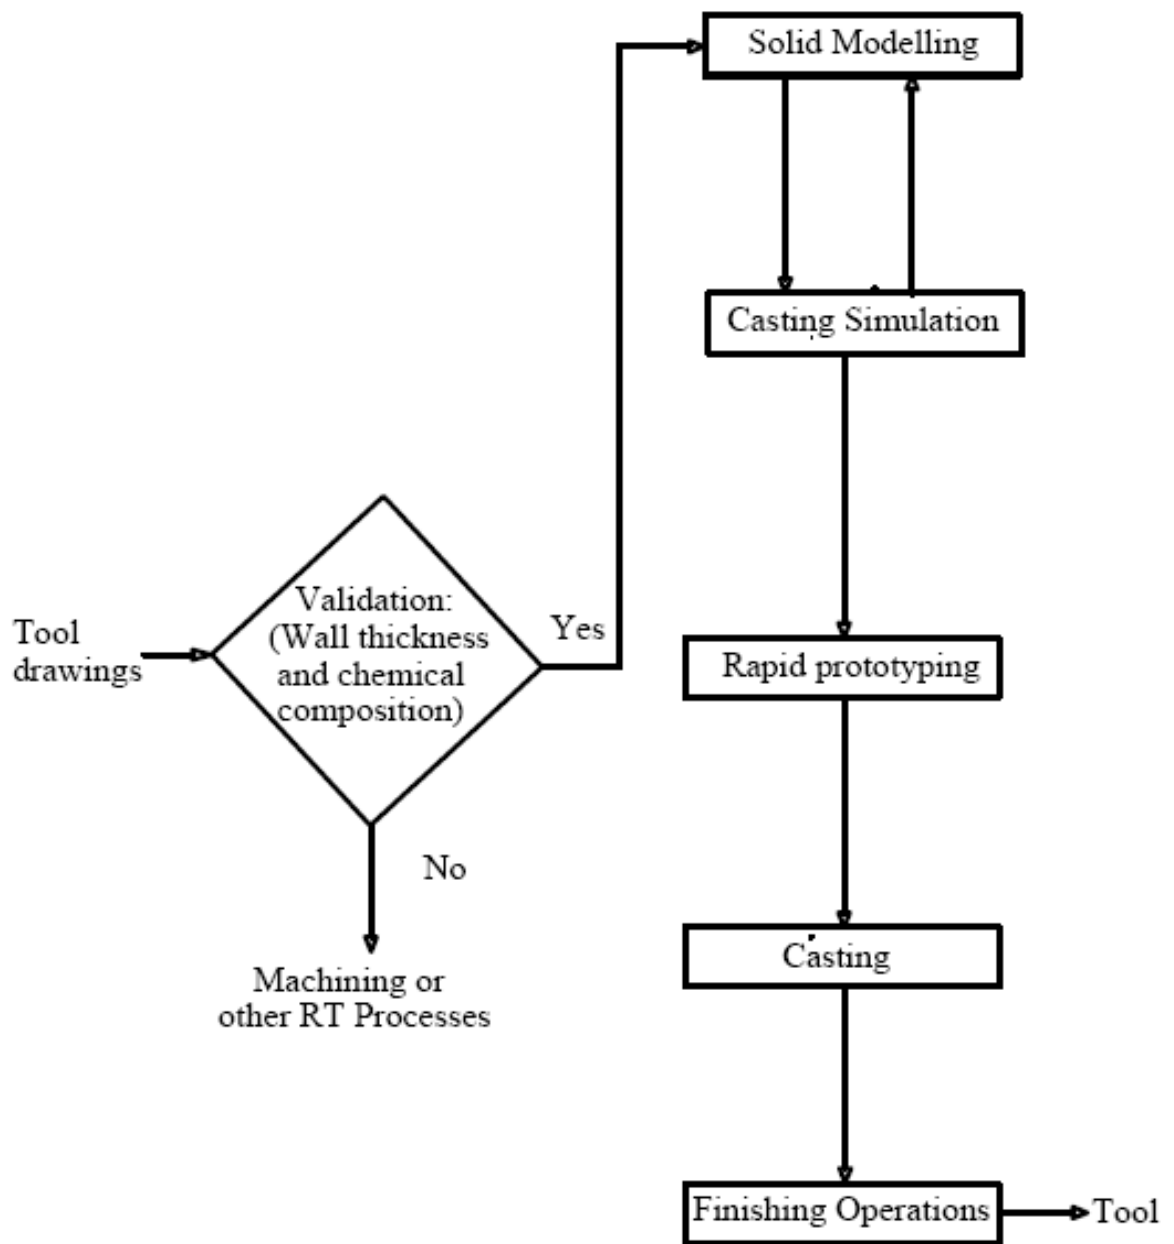 Solid Modelling
Casting Simulation
Validation:
(Wall thickness
and chemical
composition)
Yes
Tool
drawings
Rapid prototyping
No
Casting
Machining or
other RT Processes
Finishing Operations
Tool